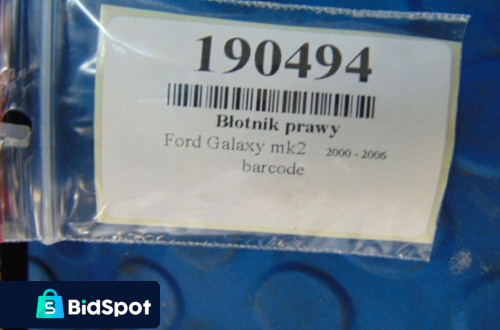 190494
Błotnik prawy
Ford Galaxy mk2 2000 - 2006
barcode
BidSpot